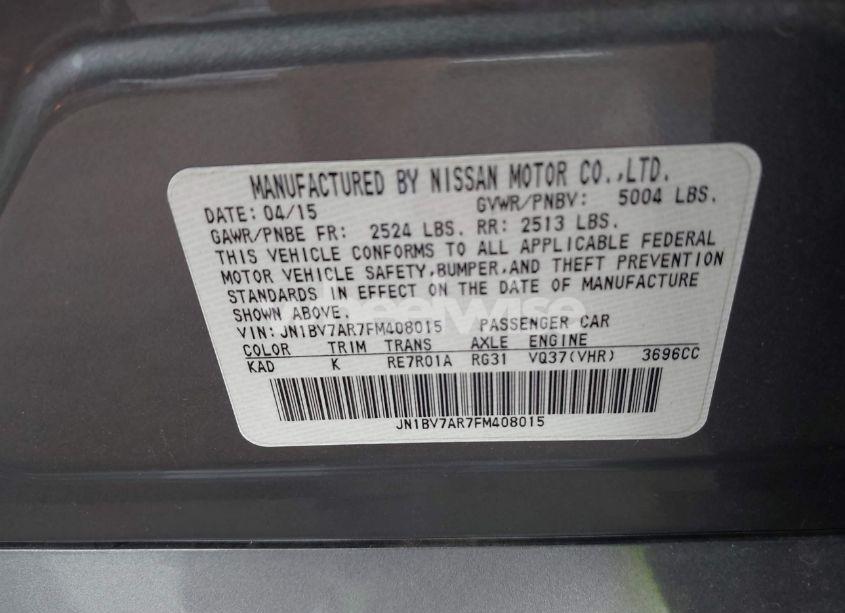 MANUFACTURED BY NISSAN MOTOR CO.,LTD.
DATE: 04/15 GVWR/PNBV: 5004 LBS.
GAWR/PNBE FR: 2524 LBS. RR: 2513 LBS.
THIS VEHICLE CONFORMS TO ALL APPLICABLE FEDERAL
MOTOR VEHICLE SAFETY,BUMPER,AND THEFT PREVENTION
STANDARDS IN EFFECT ON THE DATE OF MANUFACTURE
SHOWN ABOVE.
VIN:JN1BV7AR7FM408015 PASSENGER CAR
COLOR TRIM TRANS AXLE ENGINE
KAD K RE7R01A RG31 VQ37(VHR) 3696CC
JN1BV7AR7FM408015